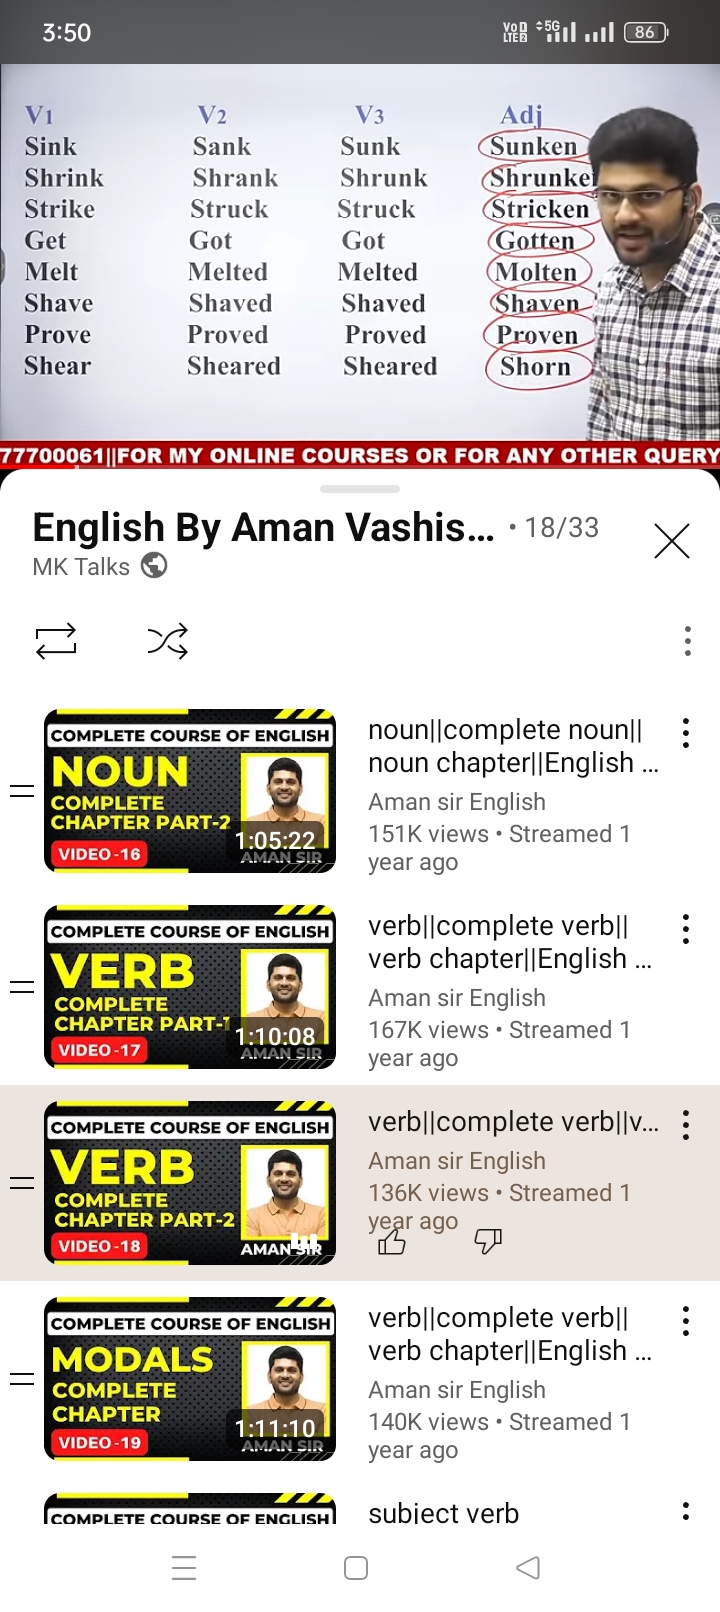 3:50
VoD LTE2 5G 86
V1 V2 V3 Adj
Sink Sank Sunk Sunken
Shrink Shrank Shrunk Shrunke
Strike Struck Struck Stricken
Get Got Got Gotten
Melt Melted Melted Molten
Shave Shaved Shaved Shaven
Prove Proved Proved Proven
Shear Sheared Sheared Shorn
77700061||FOR MY ONLINE COURSES OR FOR ANY OTHER QUERY
English By Aman Vashis... • 18/33
MK Talks
COMPLETE COURSE OF ENGLISH
NOUN
COMPLETE
CHAPTER PART-2
VIDEO -16
1:05:22
AMAN SIR
noun||complete noun||
noun chapter||English ...
Aman sir English
151K views • Streamed 1
year ago
COMPLETE COURSE OF ENGLISH
VERB
COMPLETE
CHAPTER PART-1
VIDEO -17
1:10:08
AMAN SIR
verb||complete verb||
verb chapter||English ...
Aman sir English
167K views • Streamed 1
year ago
COMPLETE COURSE OF ENGLISH
VERB
COMPLETE
CHAPTER PART-2
VIDEO -18
AMAN SIR
verb||complete verb||v...
Aman sir English
136K views • Streamed 1
year ago
COMPLETE COURSE OF ENGLISH
MODALS
COMPLETE
CHAPTER
VIDEO -19
1:11:10
AMAN SIR
verb||complete verb||
verb chapter||English ...
Aman sir English
140K views • Streamed 1
year ago
COMPLETE COURSE OF ENGLISH
subject verb